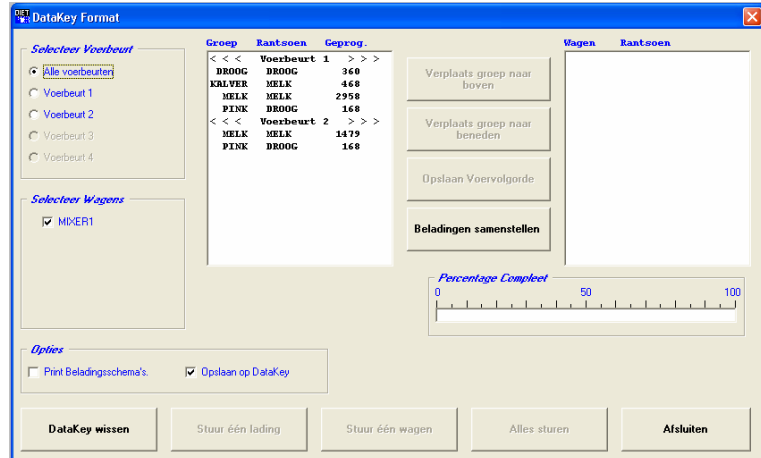 DIET
DataKey Format
Selecteer Voerbeurt
Alle voerbeurten
Voerbeurt 1
Voerbeurt 2
Voerbeurt 3
Voerbeurt 4
Selecteer Wagens
MIXER1
Groep Rantsoen Geprog.
< < < Voerbeurt 1 > > >
DROOG DROOG 360
KALVER MELK 468
MELK MELK 2958
PINK DROOG 168
< < < Voerbeurt 2 > > >
MELK MELK 1479
PINK DROOG 168
Verplaats groep naar
boven
Verplaats groep naar
beneden
Opslaan Voervolgorde
Beladingen samenstellen
Wagen Rantsoen
Percentage Compleet
0 50 100
Opties
Print Beladingsschema's.
Opslaan op DataKey
DataKey wissen
Stuur één lading
Stuur één wagen
Alles sturen
Afsluiten